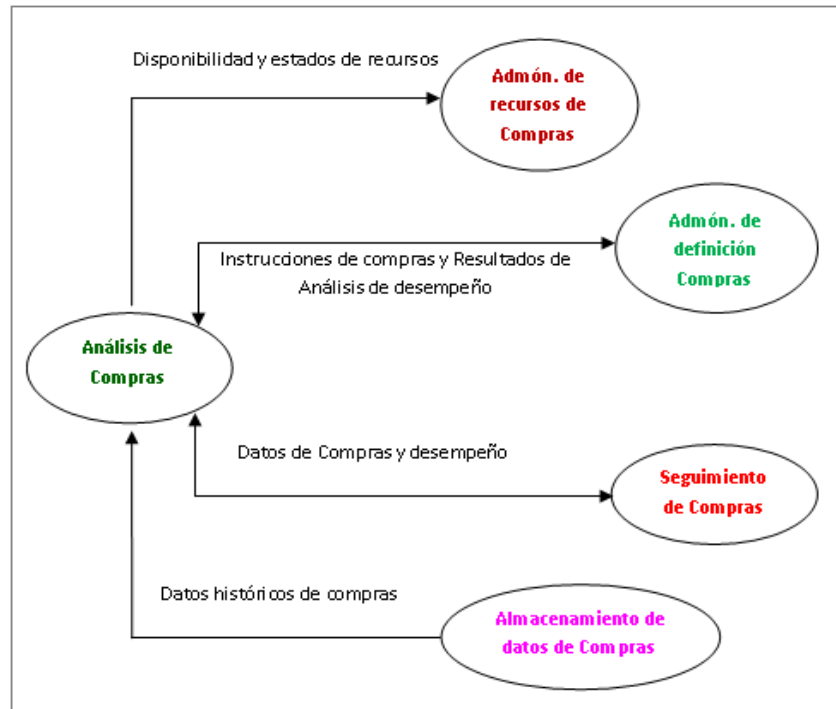 Disponibilidad y estados de recursos
Admón. de
recursos de
Compras
Admón. de
definición
Compras
Instrucciones de compras y Resultados de
Análisis de desempeño
Análisis de
Compras
Datos de Compras y desempeño
Seguimiento
de Compras
Datos históricos de compras
Almacenamiento de
datos de Compras